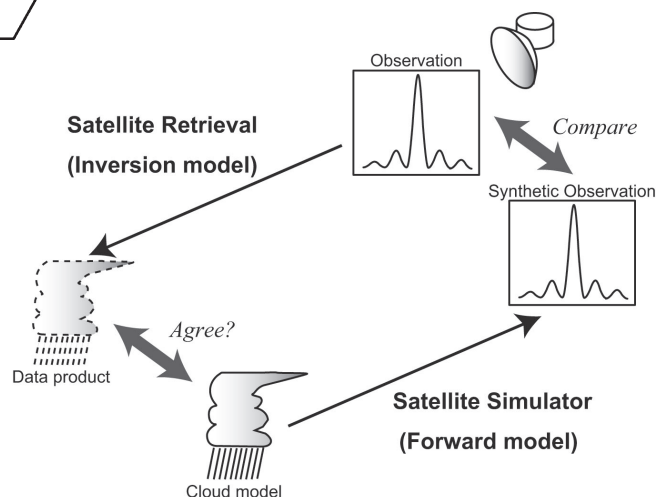 Observation
Compare
Satellite Retrieval
(Inversion model)
Synthetic Observation
Agree?
Data product
Satellite Simulator
(Forward model)
Cloud model